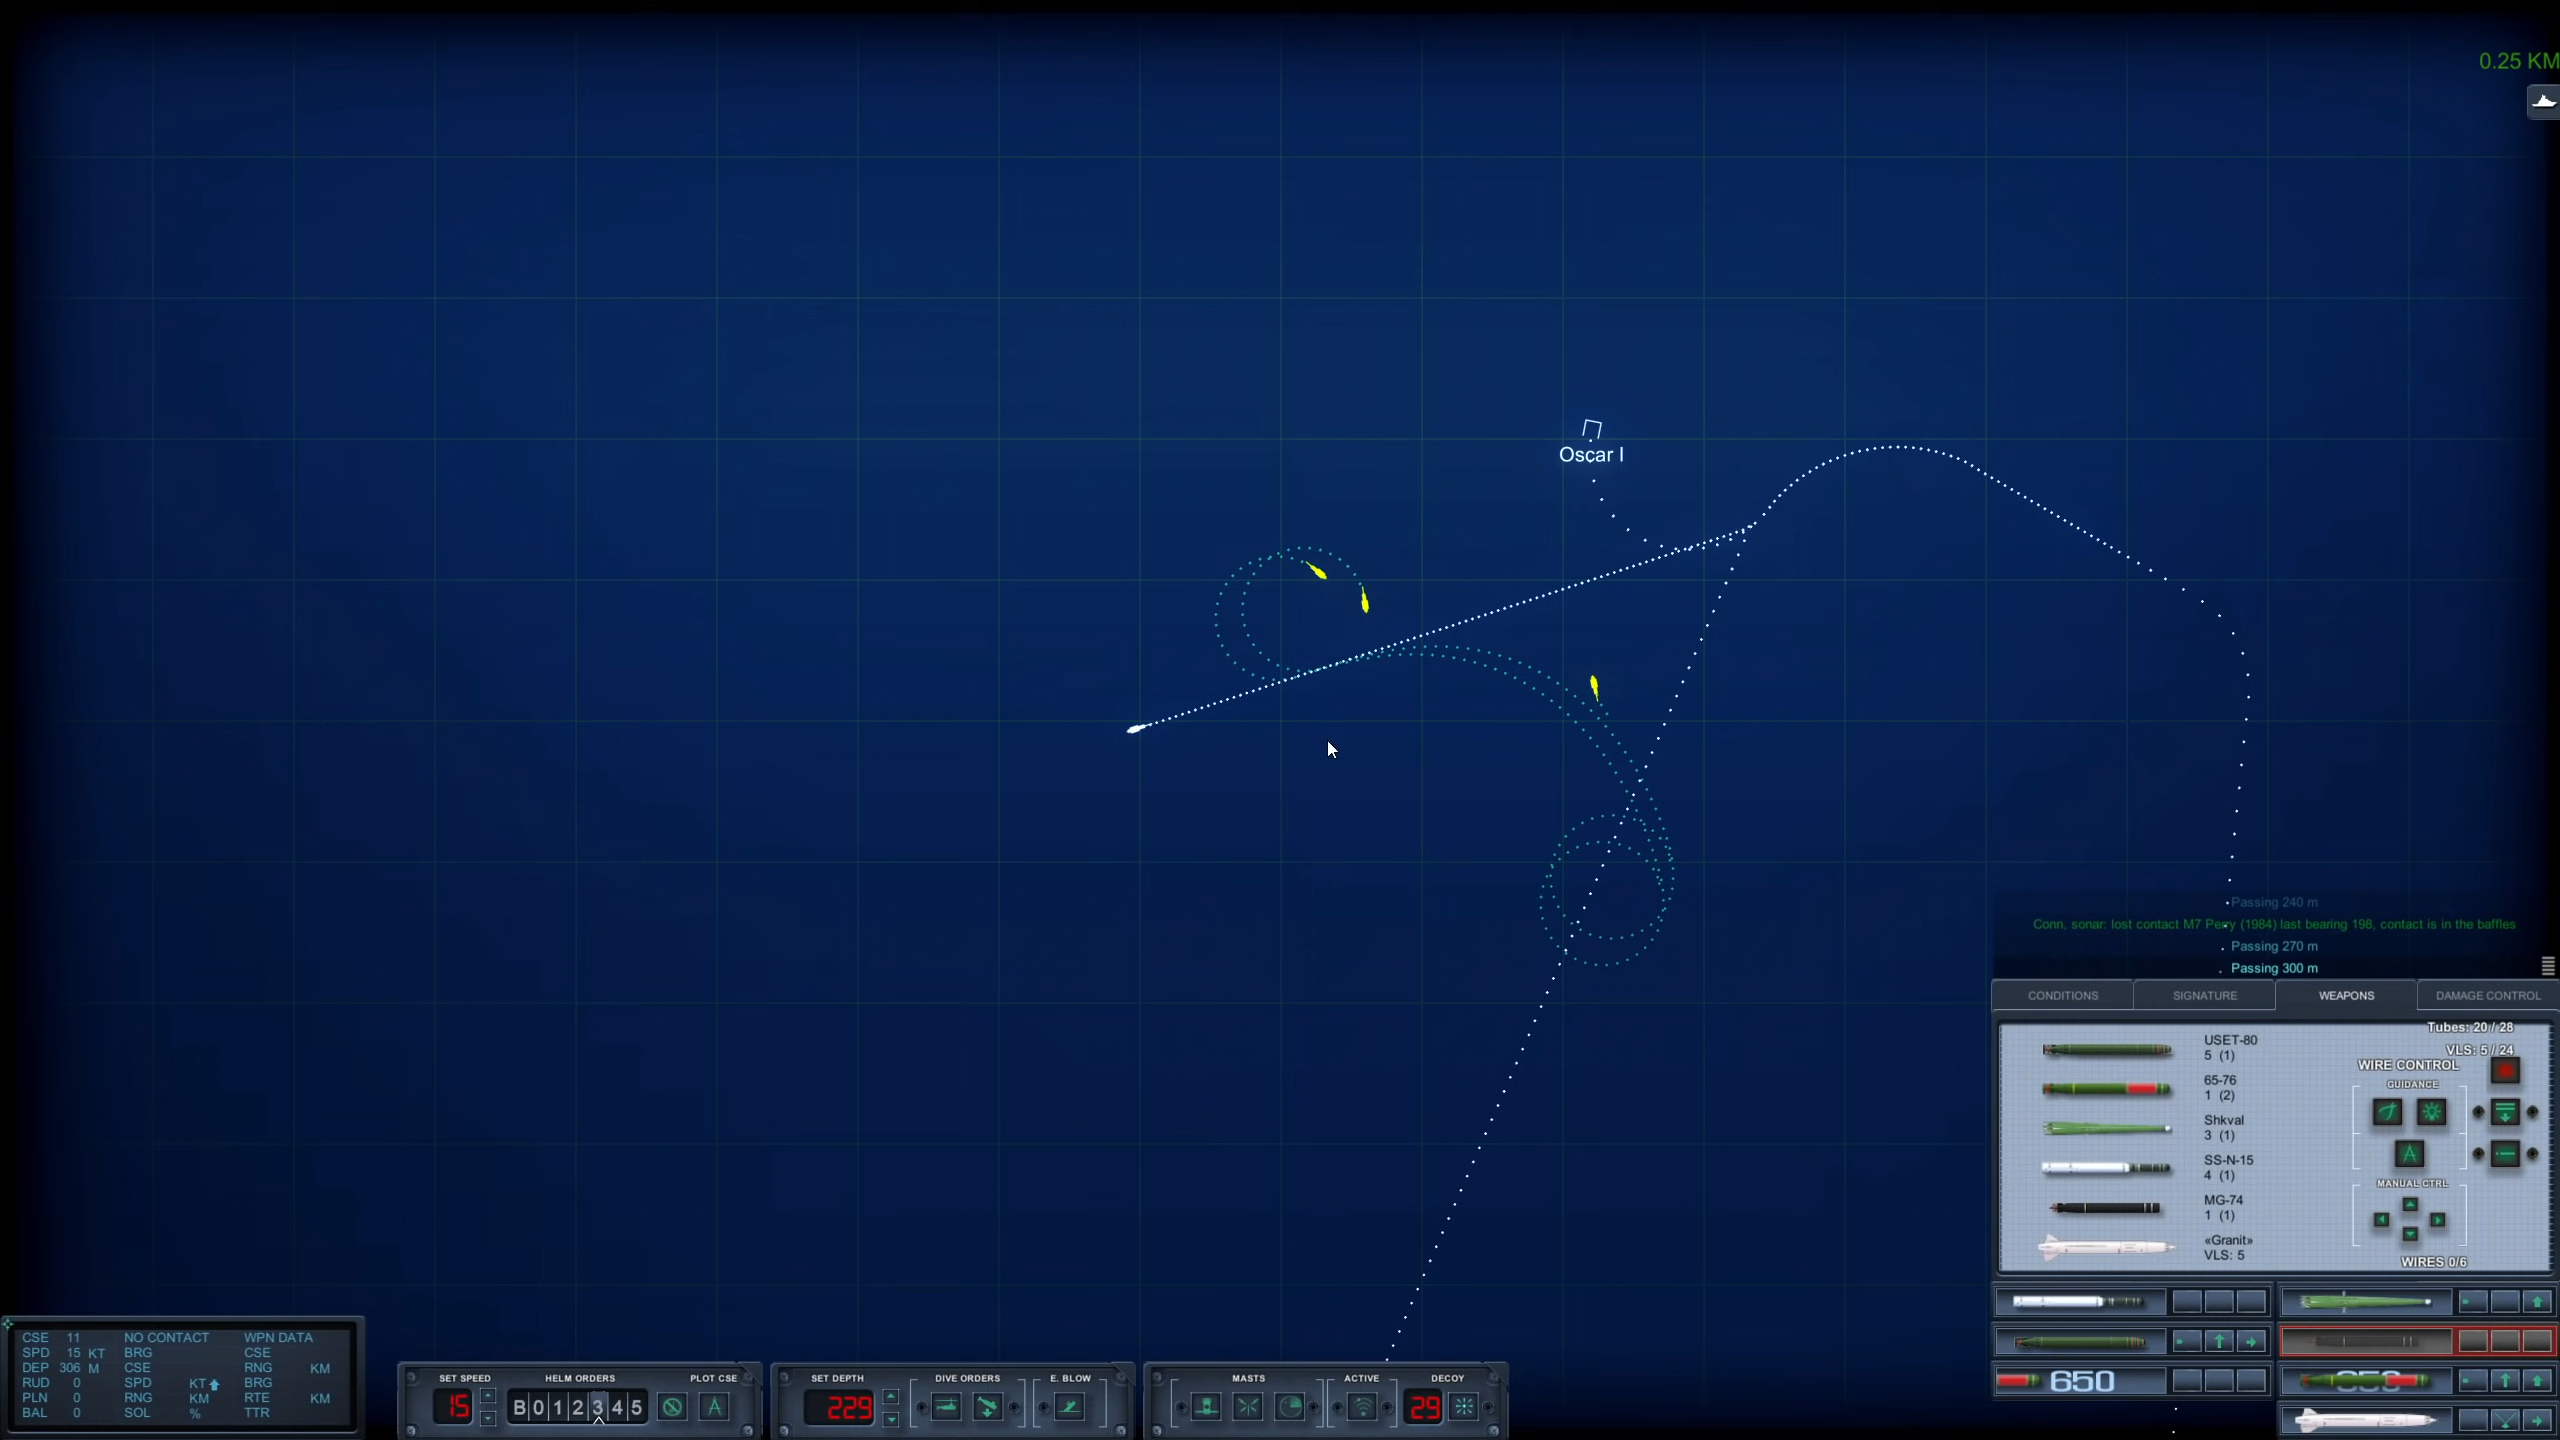 0.25 KM
Oscar I
Passing 240 m
Conn, sonar: lost contact M7 Perry (1984) last bearing 198, contact is in the baffles
Passing 270 m
Passing 300 m
CONDITIONS
SIGNATURE
WEAPONS
DAMAGE CONTROL
Tubes: 20 / 28
VLS: 5 / 24
USET-80
5 (1)
65-76
1 (2)
Shkval
3 (1)
SS-N-15
4 (1)
MG-74
1 (1)
«Granit»
VLS: 5
WIRE CONTROL
GUIDANCE
MANUAL CTRL
WIRES 0/6
650
CSE 11 NO CONTACT WPN DATA
SPD 15 KT BRG CSE
DEP 306 M CSE RNG KM
RUD 0 SPD KT BRG
PLN 0 RNG KM RTE KM
BAL 0 SOL % TTR
SET SPEED
15
HELM ORDERS
B 0 1 2 3 4 5
PLOT CSE
SET DEPTH
229
DIVE ORDERS
E. BLOW
MASTS
ACTIVE
DECOY
29